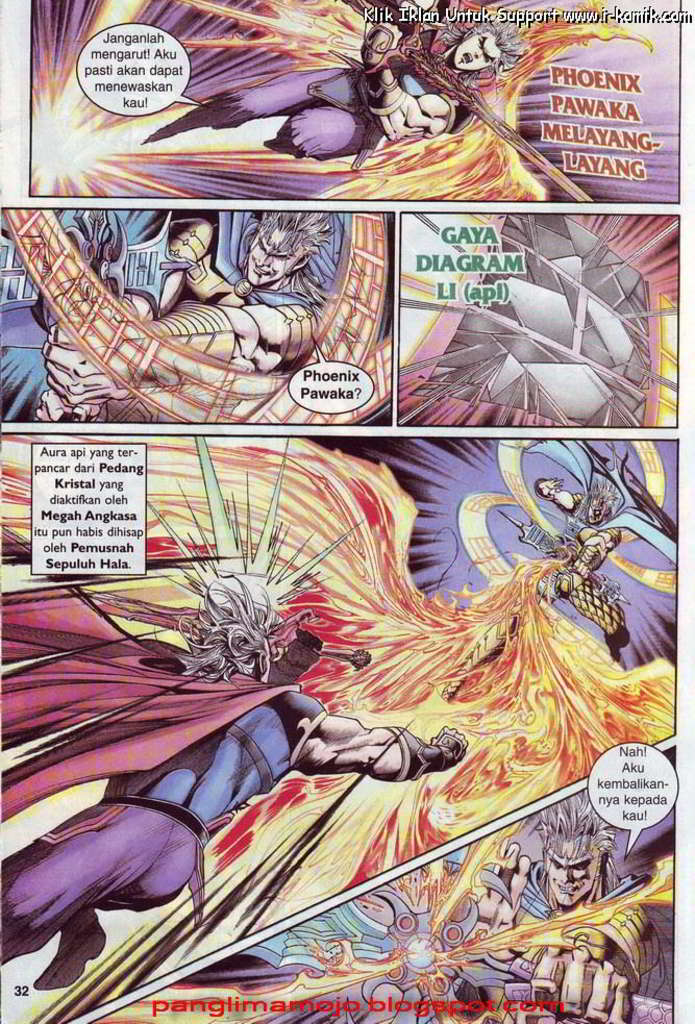 Klik Iklan Untuk Support www.i-komik.com
Janganlah
mengarut! Aku
pasti akan dapat
menewaskan
kau!
PHOENIX
PAWAKA
MELAYANG-
LAYANG
Phoenix
Pawaka?
GAYA
DIAGRAM
LI (api)
Aura api yang ter-
pancar dari Pedang
Kristal yang
diaktifkan oleh
Megah Angkasa
itu pun habis dihisap
oleh Pemusnah
Sepuluh Hala.
Nah!
Aku
kembalikan-
nya kepada
kau!
32
panglimamojo.blogspot.com